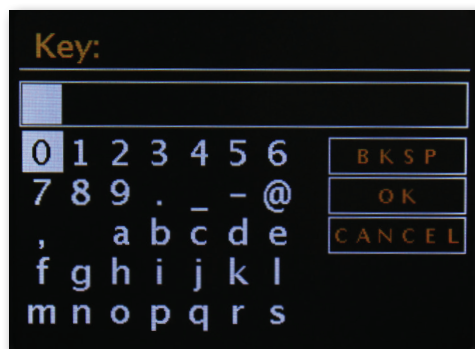 Key:
0 1 2 3 4 5 6
BKSP
7 8 9 . _ - @
OK
, a b c d e
CANCEL
f g h i j k l
m n o p q r s